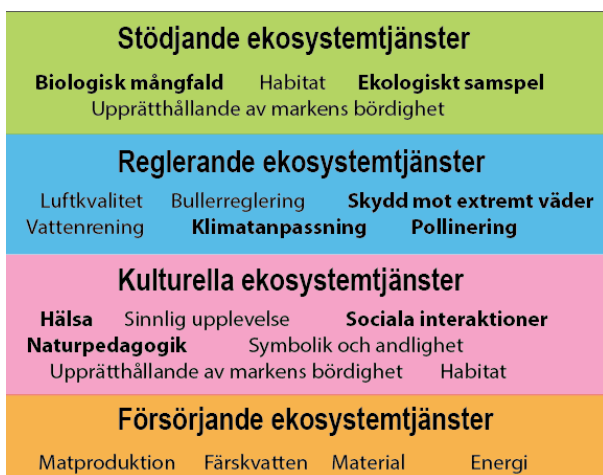 Stödjande ekosystemtjänster
Biologisk mångfald Habitat Ekologiskt samspel
Upprätthållande av markens bördighet
Reglerande ekosystemtjänster
Luftkvalitet Bullerreglering Skydd mot extremt väder
Vattenrening Klimatanpassning Pollinering
Kulturella ekosystemtjänster
Hälsa Sinnlig upplevelse Sociala interaktioner
Naturpedagogik Symbolik och andlighet
Upprätthållande av markens bördighet Habitat
Försörjande ekosystemtjänster
Matproduktion Färskvatten Material Energi